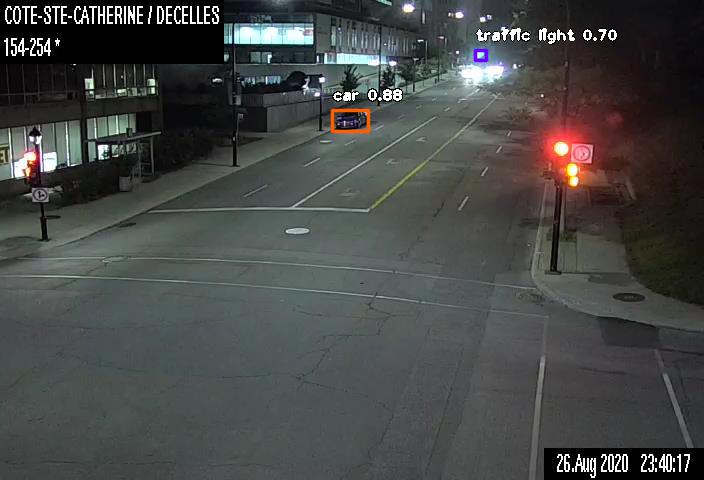 COTE-STE-CATHERINE / DECELLES
154-254 *
traffic light 0.70
car 0.88
26.Aug 2020 23:40:17